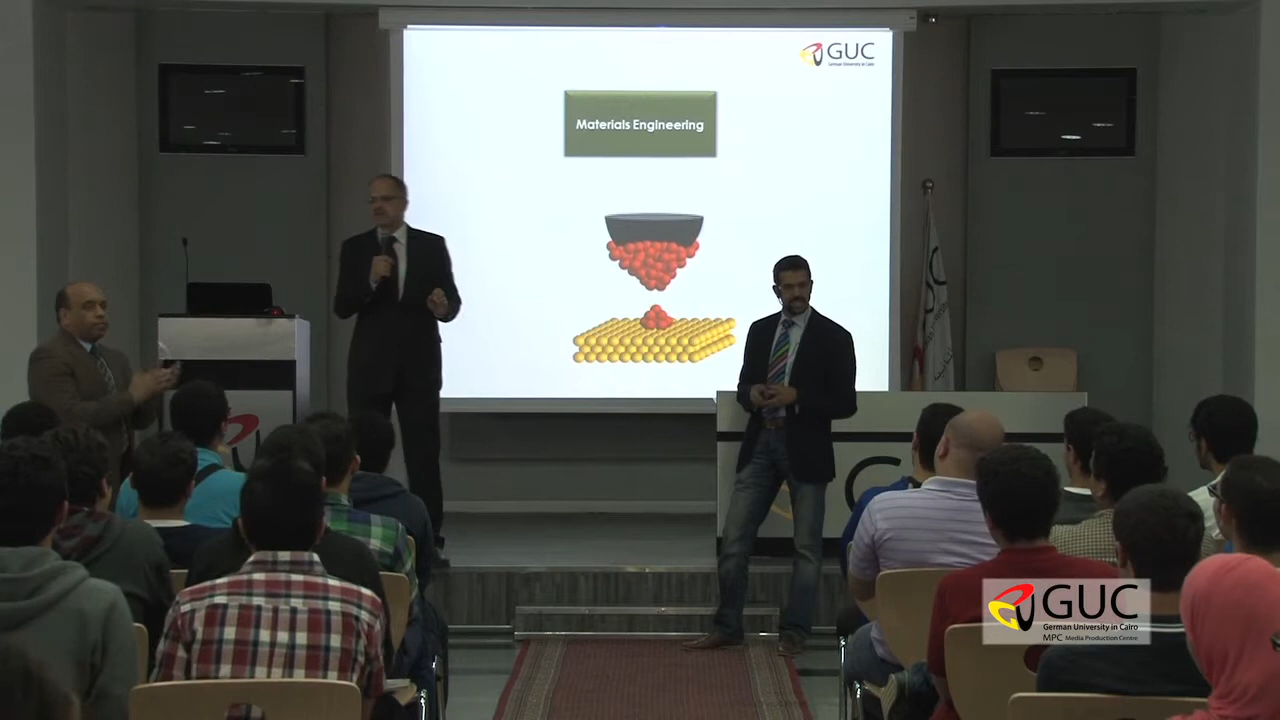 GUC
German University in Cairo
Materials Engineering
GUC
German University in Cairo
MPC Media Production Centre